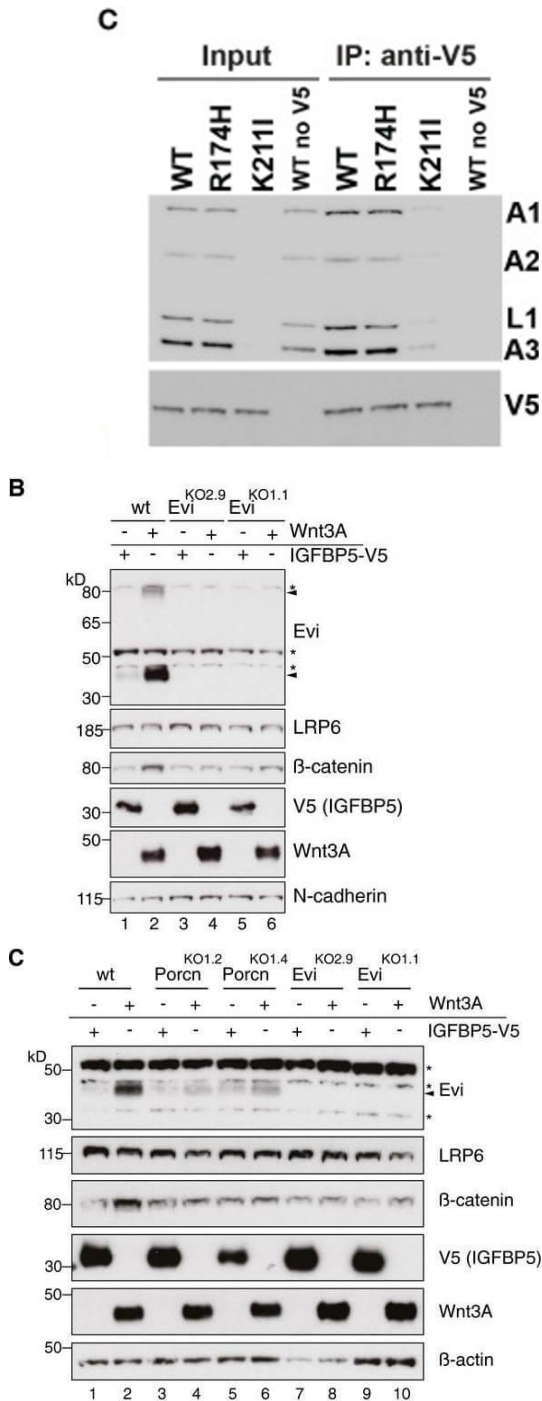 C
Input IP: anti-V5
WT R174H K211I WT no V5 WT R174H K211I WT no V5
A1
A2
L1
A3
V5
B
wt Evi KO2.9 Evi KO1.1
- + - + - + Wnt3A
+ - + - + - IGFBP5-V5
kD
*
80
65
Evi
*
50
*
30
185 LRP6
80 ß-catenin
30 V5 (IGFBP5)
50
Wnt3A
115 N-cadherin
1 2 3 4 5 6
C
wt Porcn KO1.2 Porcn KO1.4 Evi KO2.9 Evi KO1.1
- + - + - + - + - + Wnt3A
+ - + - + - + - + - IGFBP5-V5
kD
50 *
*
Evi
30 *
115 LRP6
80 ß-catenin
30 V5 (IGFBP5)
50
Wnt3A
50
ß-actin
1 2 3 4 5 6 7 8 9 10